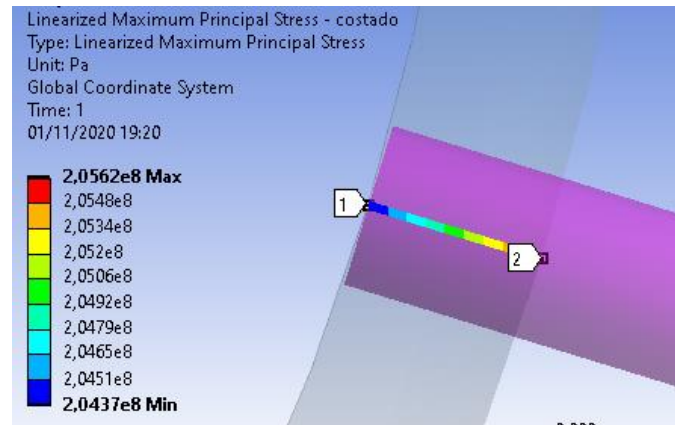 Linearized Maximum Principal Stress - costado
Type: Linearized Maximum Principal Stress
Unit: Pa
Global Coordinate System
Time: 1
01/11/2020 19:20
2,0562e8 Max
2,0548e8
2,0534e8
2,052e8
2,0506e8
2,0492e8
2,0479e8
2,0465e8
2,0451e8
2,0437e8 Min
1
2